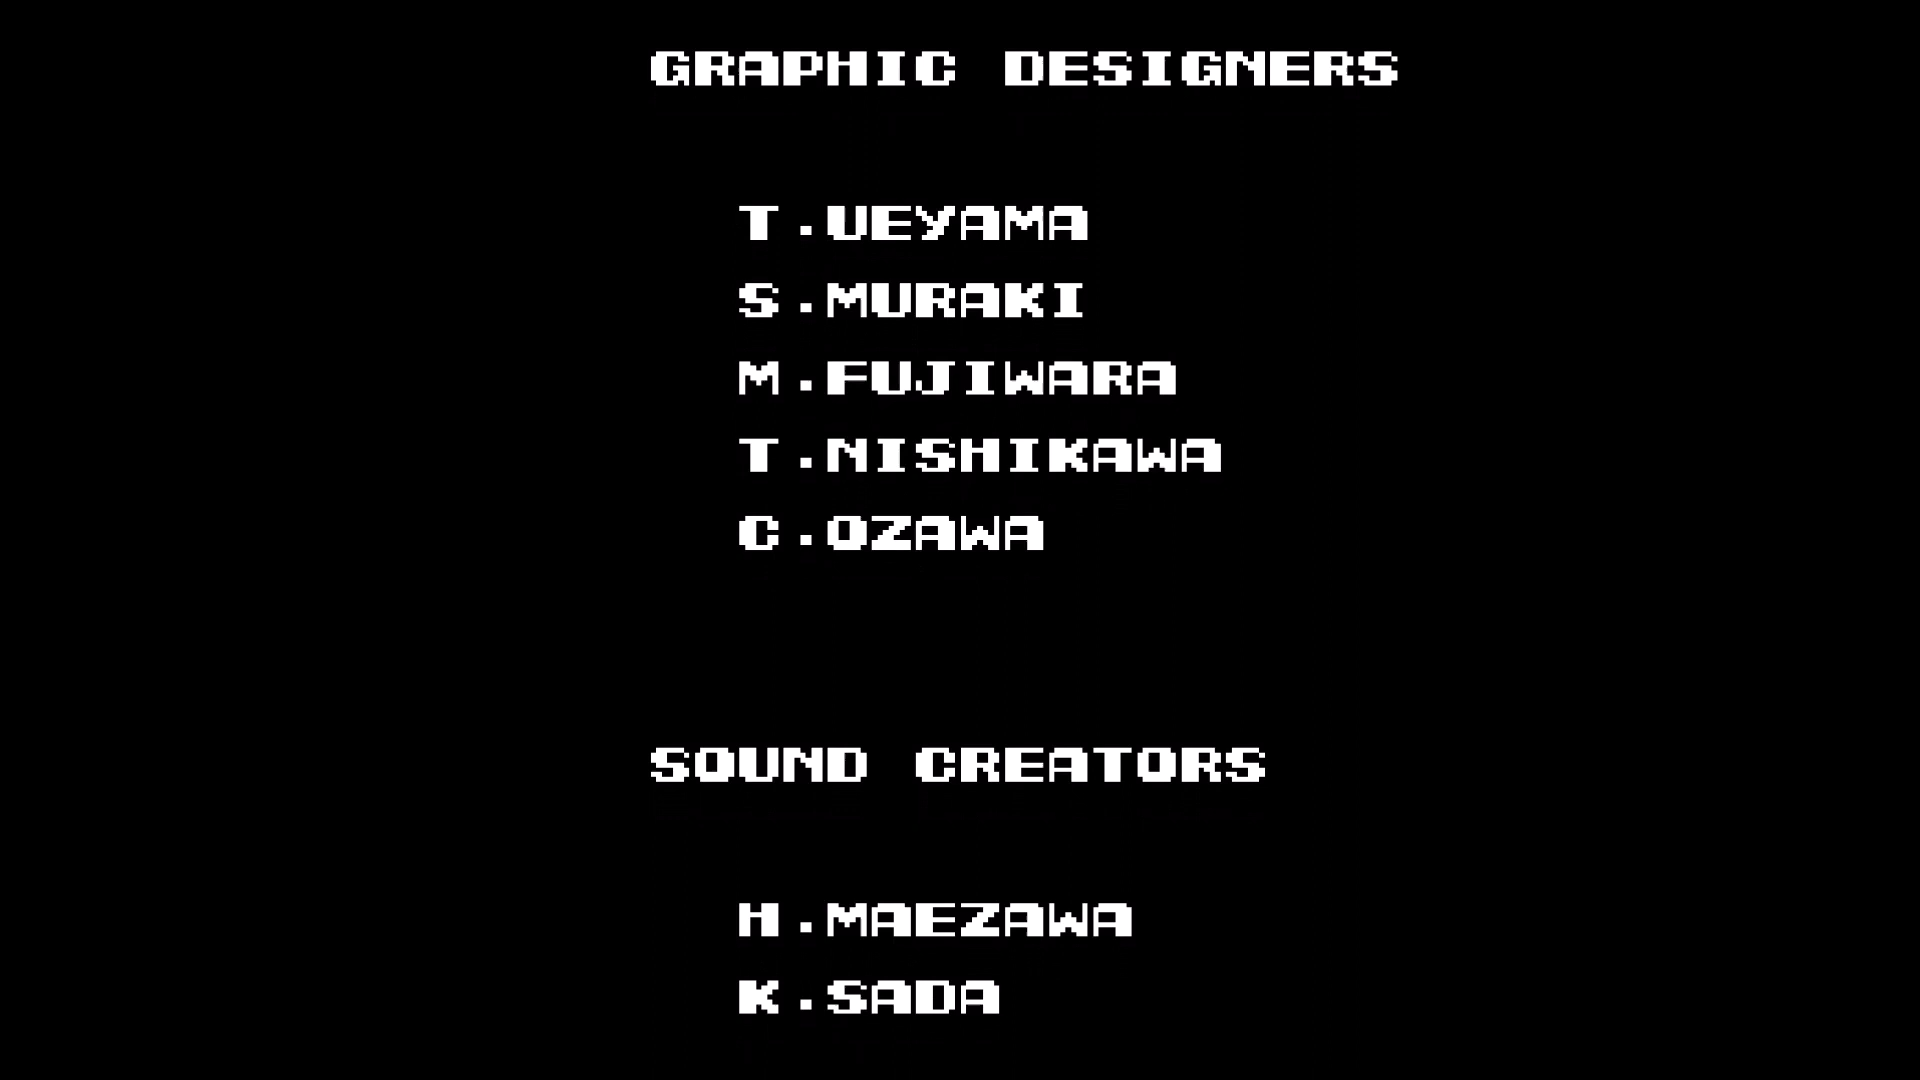 GRAPHIC DESIGNERS
T.UEYAMA
S.MURAKI
M.FUJIWARA
T.NISHIKAWA
C.OZAWA
SOUND CREATORS
H.MAEZAWA
K.SADA